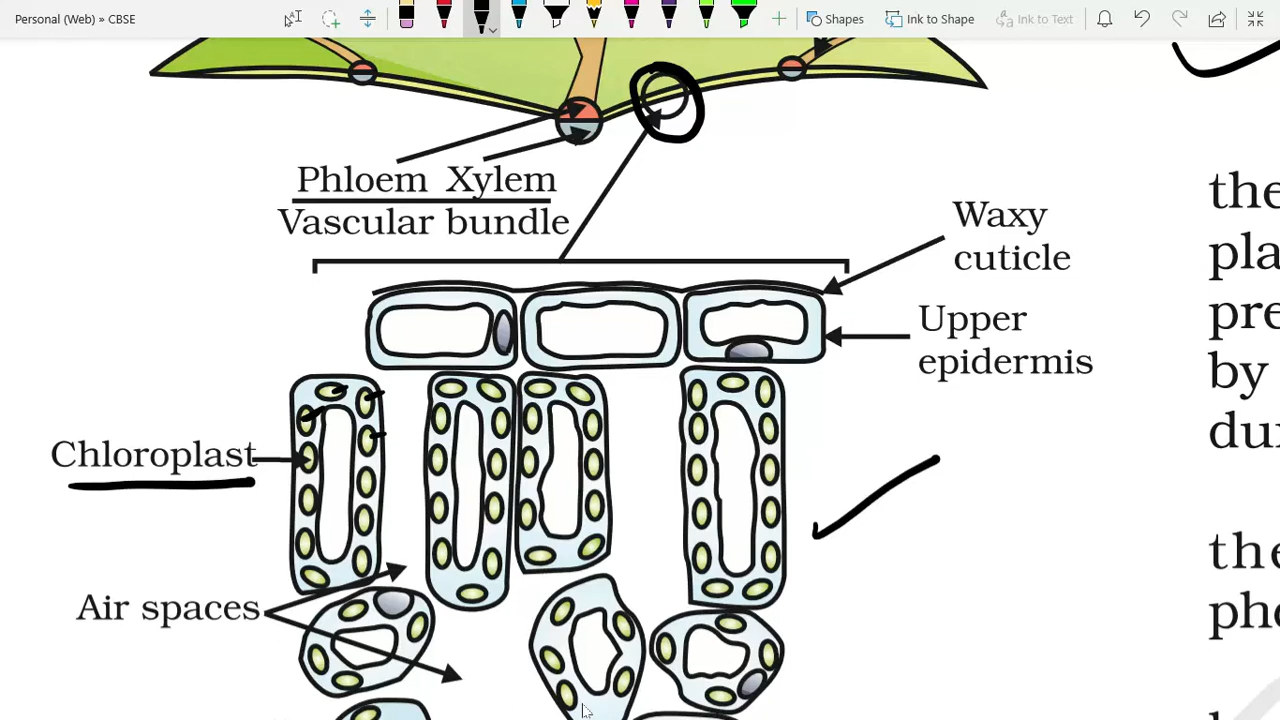 Personal (Web) » CBSE
Shapes
Ink to Shape
Ink to Text
Phloem Xylem
Vascular bundle
Waxy
cuticle
Upper
epidermis
Chloroplast
Air spaces
the
pla
pre
by
du
the
pho